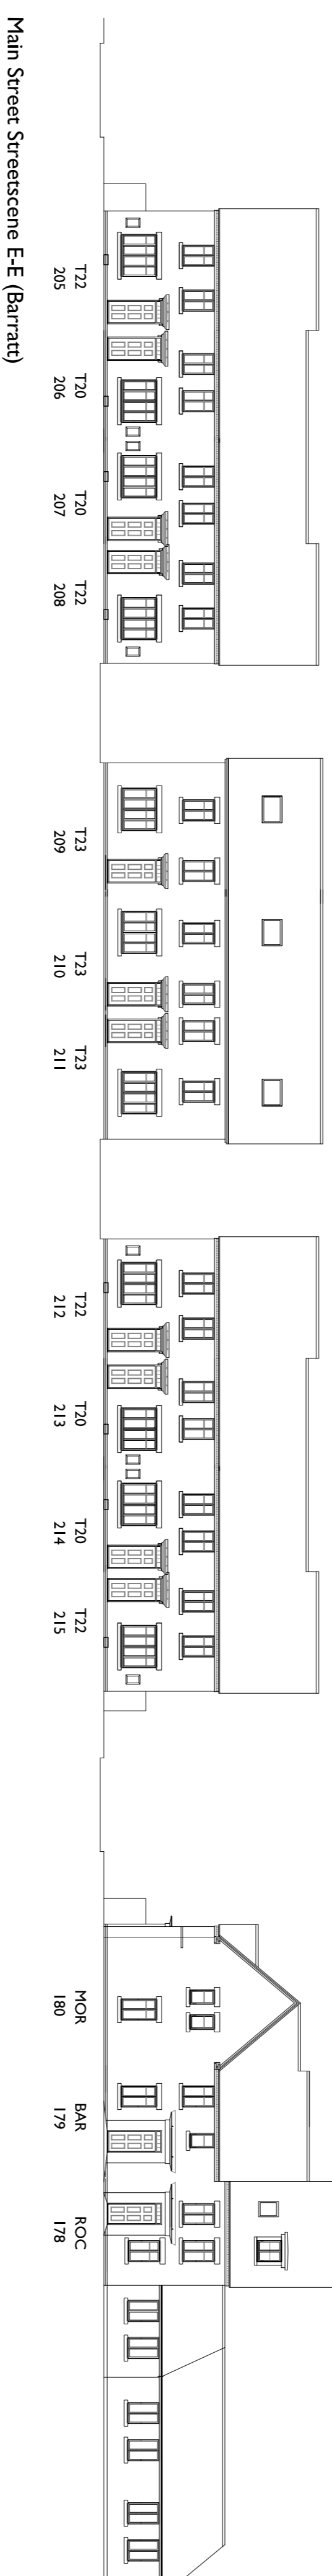 T22
205
T20
206
T20
207
T22
208
T23
209
T23
210
T23
211
T22
212
T20
213
T20
214
T22
215
MOR
180
BAR
179
ROC
178
Main Street Streetscene E-E (Barratt)